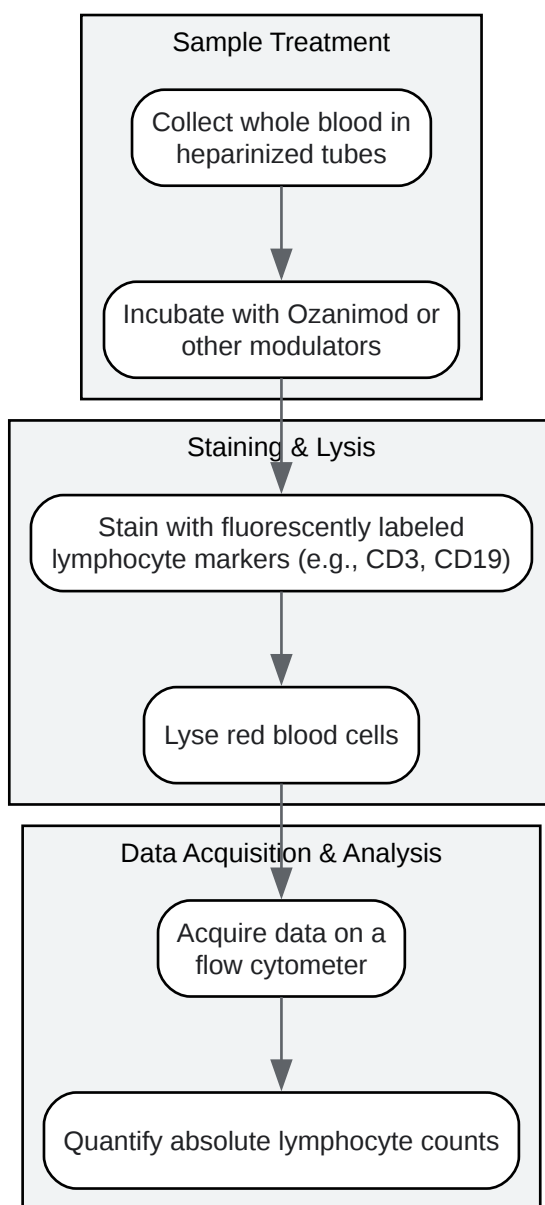 Sample Treatment
Collect whole blood in
heparinized tubes
Incubate with Ozanimod or
other modulators
Staining & Lysis
Stain with fluorescently labeled
lymphocyte markers (e.g., CD3, CD19)
Lyse red blood cells
Data Acquisition & Analysis
Acquire data on a
flow cytometer
Quantify absolute lymphocyte counts